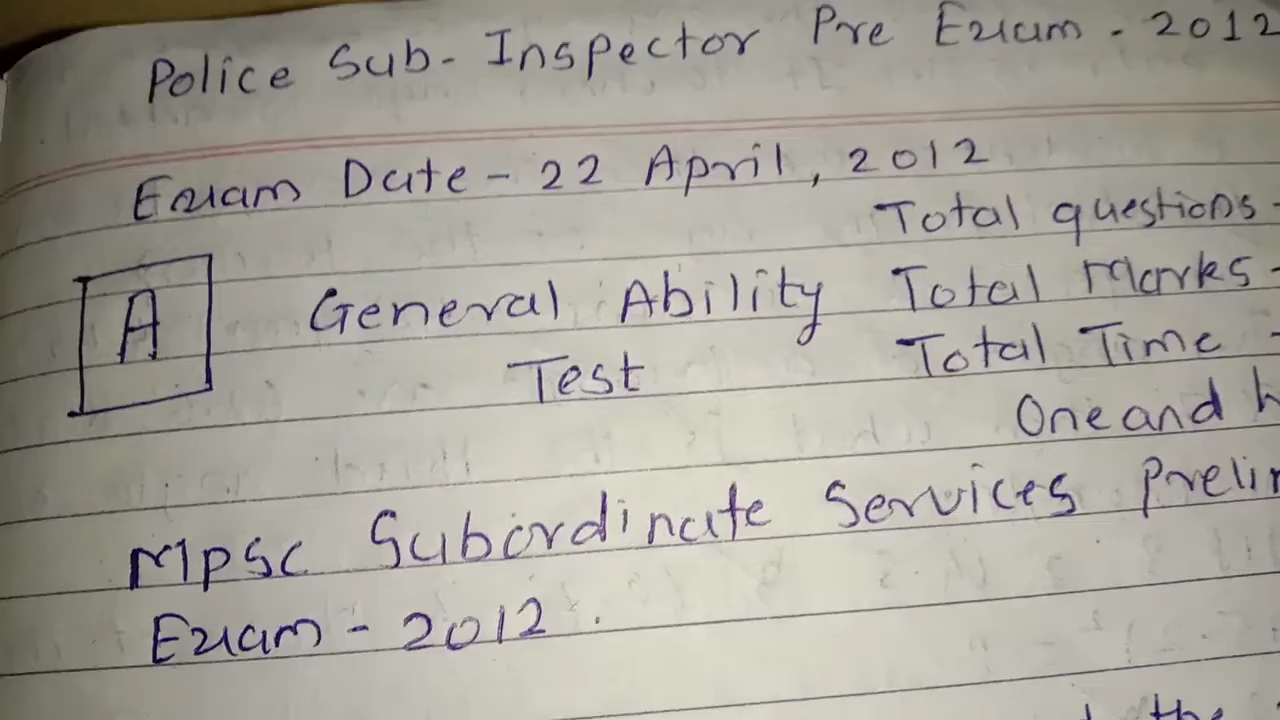 Police Sub-Inspector Pre Exam - 2012
Exam Date - 22 April, 2012
Total questions -
A General Ability Total Marks -
Test Total Time -
One and h
MPSC Subordinate Services Prelim
Exam - 2012.
the